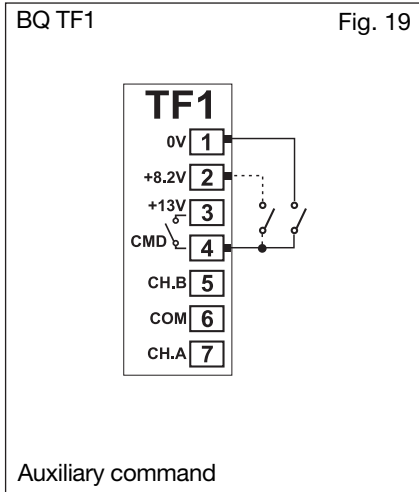 BQ TF1 Fig. 19
TF1
0V 1
+8.2V 2
+13V 3
CMD 4
CH.B 5
COM 6
CH.A 7
Auxiliary command